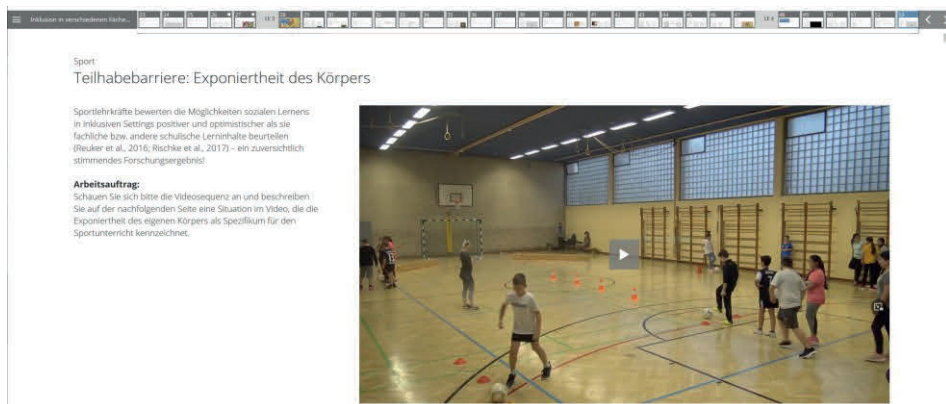 Inklusion in verschiedenen Fäche...
Sport
Teilhabebarriere: Exponiertheit des Körpers
Sportlehrkräfte bewerten die Möglichkeiten sozialen Lernens
in inklusiven Settings positiver und optimistischer als sie
fachliche bzw. andere schulische Lerninhalte beurteilen
(Reuker et al., 2016; Rischke et al., 2017) – ein zuversichtlich
stimmendes Forschungsergebnis!
Arbeitsauftrag:
Schauen Sie sich bitte die Videosequenz an und beschreiben
Sie auf der nachfolgenden Seite eine Situation im Video, die die
Exponiertheit des eigenen Körpers als Spezifikum für den
Sportunterricht kennzeichnet.